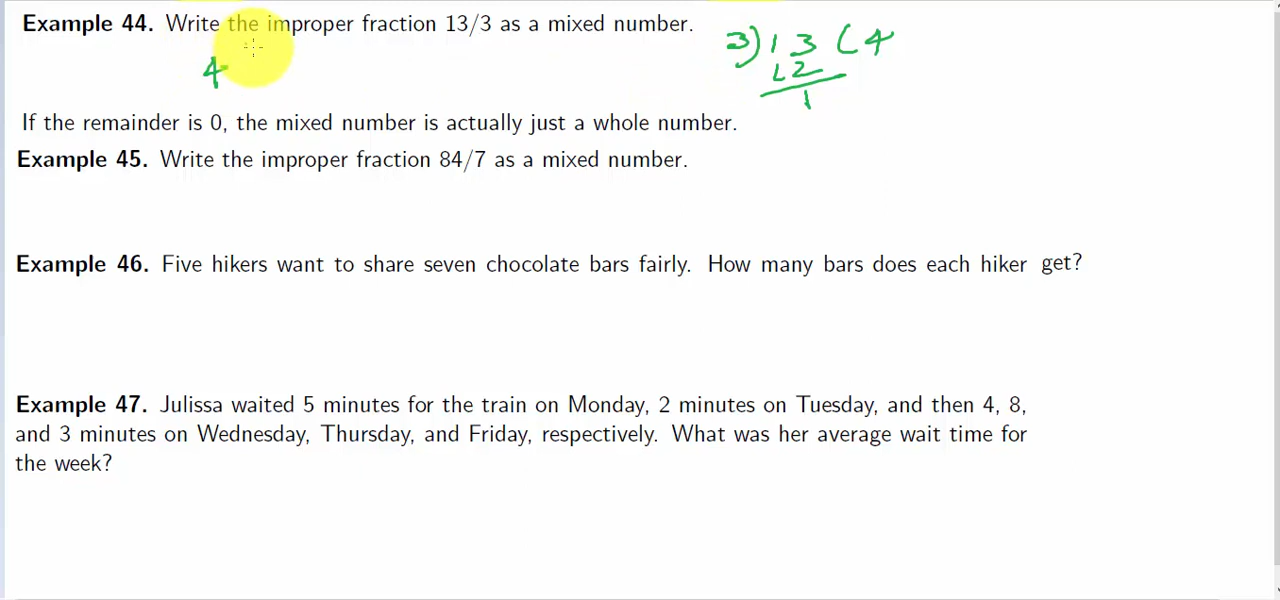 Example 44. Write the improper fraction 13/3 as a mixed number.
3)13(4
4
12
1
If the remainder is 0, the mixed number is actually just a whole number.
Example 45. Write the improper fraction 84/7 as a mixed number.
Example 46. Five hikers want to share seven chocolate bars fairly. How many bars does each hiker get?
Example 47. Julissa waited 5 minutes for the train on Monday, 2 minutes on Tuesday, and then 4, 8,
and 3 minutes on Wednesday, Thursday, and Friday, respectively. What was her average wait time for
the week?